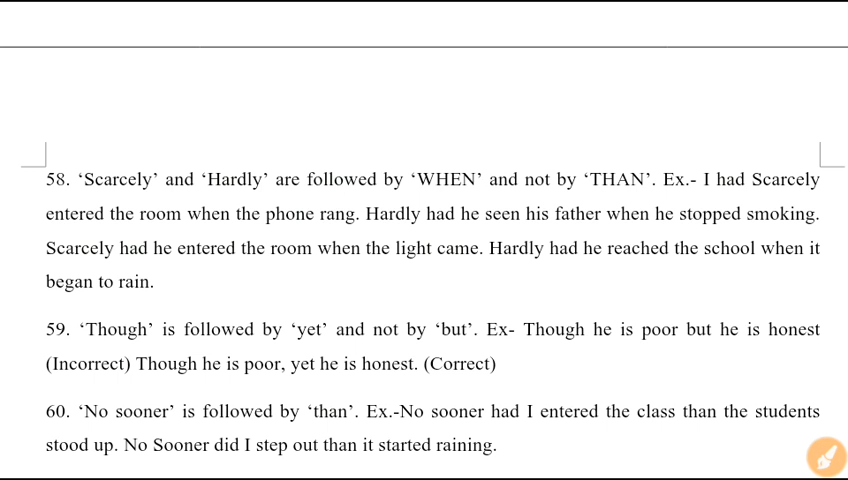 58. ‘Scarcely’ and ‘Hardly’ are followed by ‘WHEN’ and not by ‘THAN’. Ex.- I had Scarcely
entered the room when the phone rang. Hardly had he seen his father when he stopped smoking.
Scarcely had he entered the room when the light came. Hardly had he reached the school when it
began to rain.
59. ‘Though’ is followed by ‘yet’ and not by ‘but’. Ex- Though he is poor but he is honest
(Incorrect) Though he is poor, yet he is honest. (Correct)
60. ‘No sooner’ is followed by ‘than’. Ex.-No sooner had I entered the class than the students
stood up. No Sooner did I step out than it started raining.